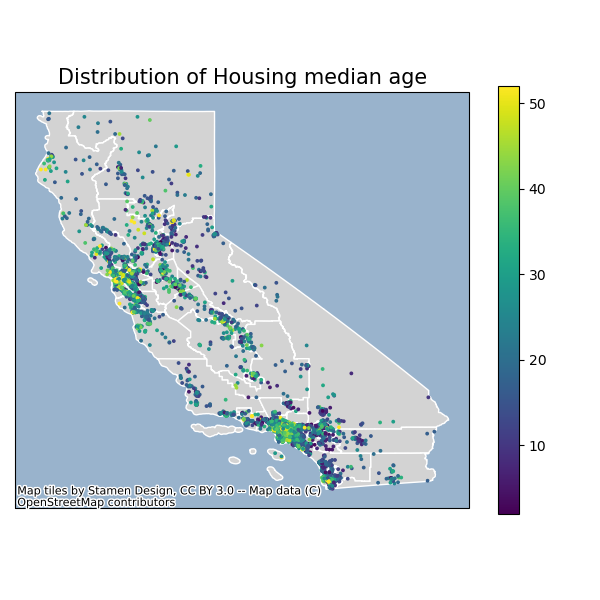 Distribution of Housing median age
50
40
30
20
10
Map tiles by Stamen Design, CC BY 3.0 -- Map data (C)
OpenStreetMap contributors